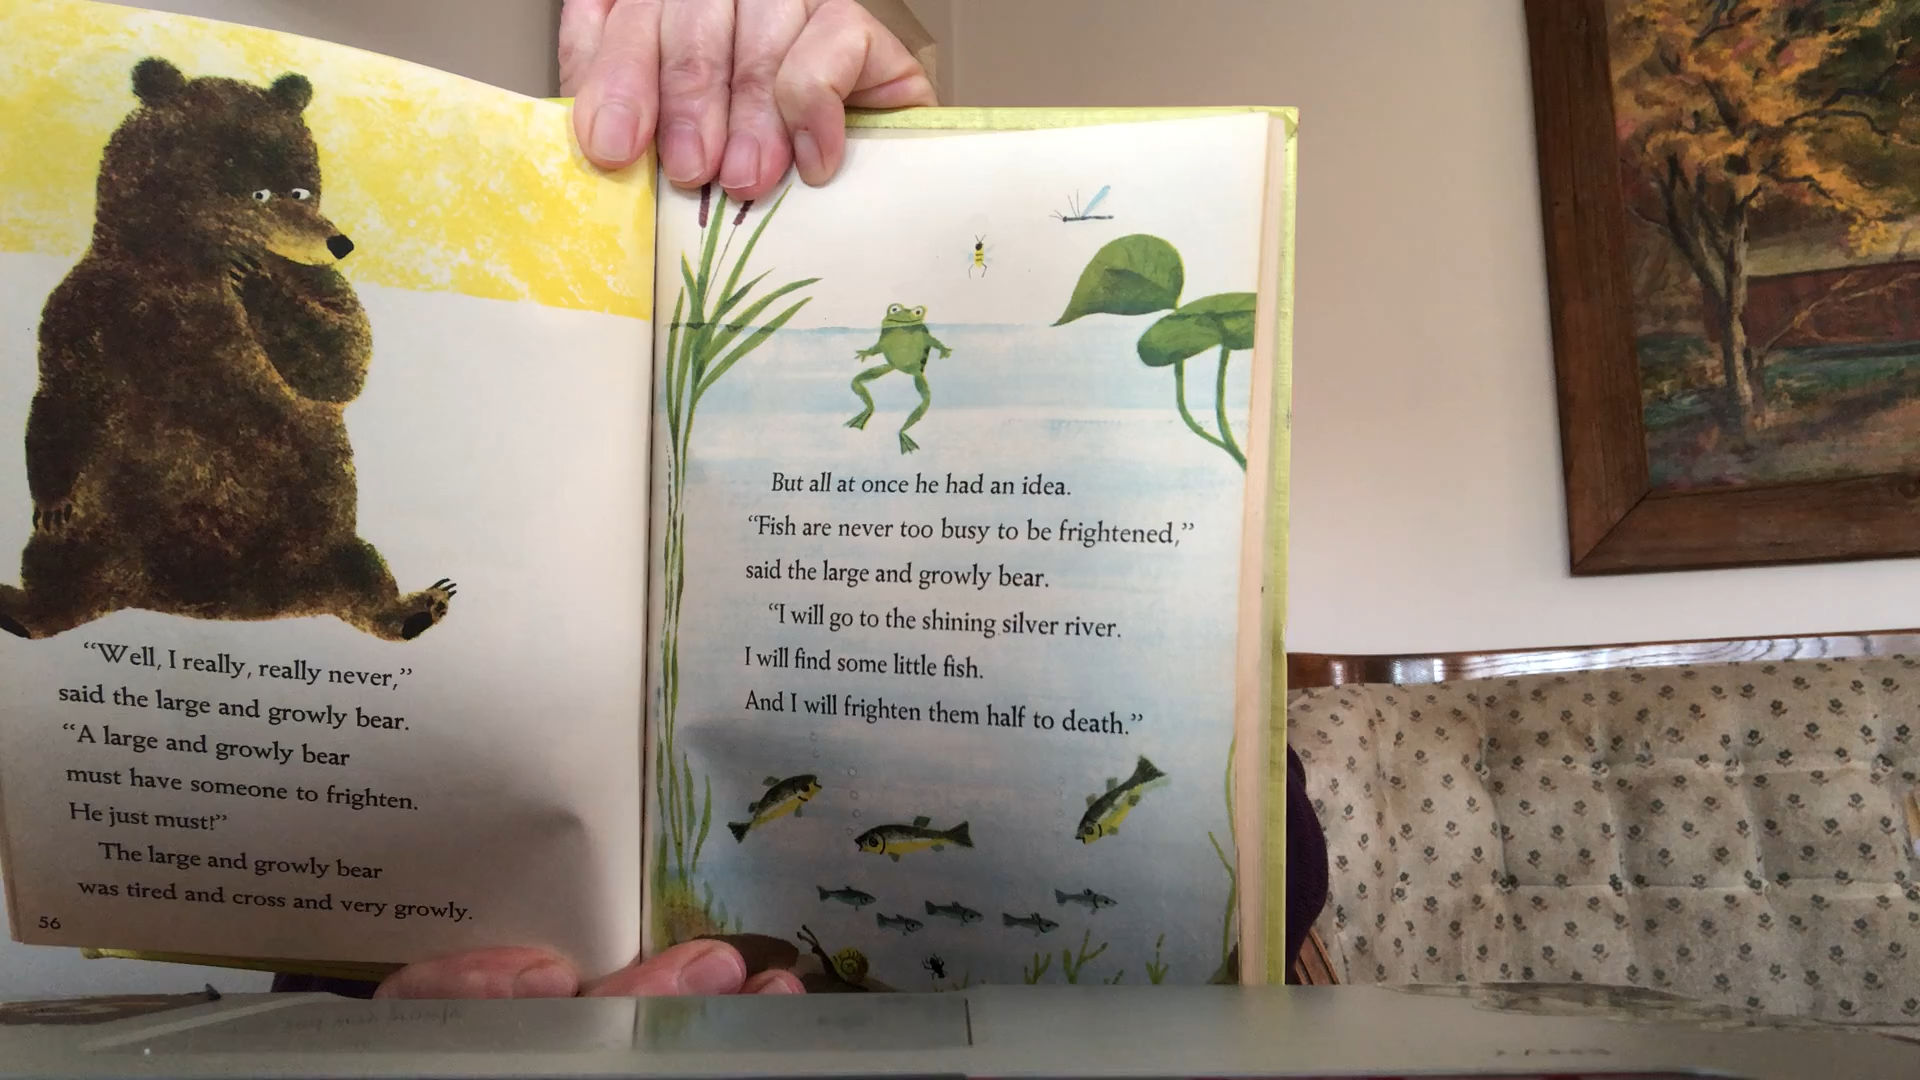 “Well, I really, really never,”
said the large and growly bear.
“A large and growly bear
must have someone to frighten.
He just must!”
The large and growly bear
was tired and cross and very growly.
56
But all at once he had an idea.
“Fish are never too busy to be frightened,”
said the large and growly bear.
“I will go to the shining silver river.
I will find some little fish.
And I will frighten them half to death.”